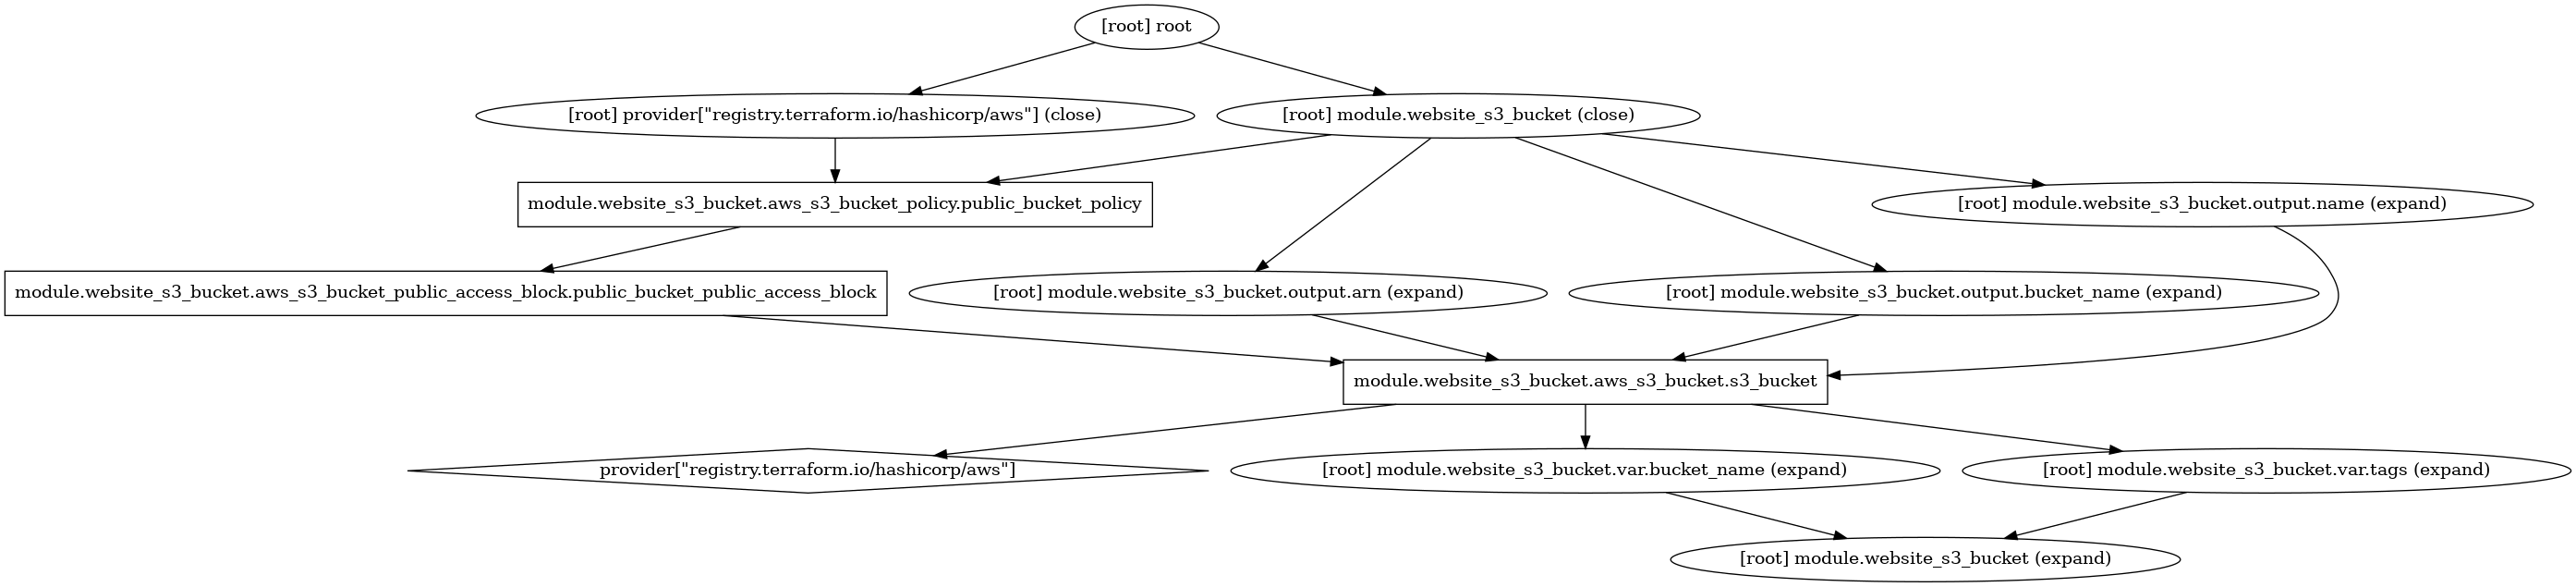 [root] root
[root] provider["registry.terraform.io/hashicorp/aws"] (close)
[root] module.website_s3_bucket (close)
module.website_s3_bucket.aws_s3_bucket_policy.public_bucket_policy
[root] module.website_s3_bucket.output.name (expand)
module.website_s3_bucket.aws_s3_bucket_public_access_block.public_bucket_public_access_block
[root] module.website_s3_bucket.output.arn (expand)
[root] module.website_s3_bucket.output.bucket_name (expand)
module.website_s3_bucket.aws_s3_bucket.s3_bucket
provider["registry.terraform.io/hashicorp/aws"]
[root] module.website_s3_bucket.var.bucket_name (expand)
[root] module.website_s3_bucket.var.tags (expand)
[root] module.website_s3_bucket (expand)